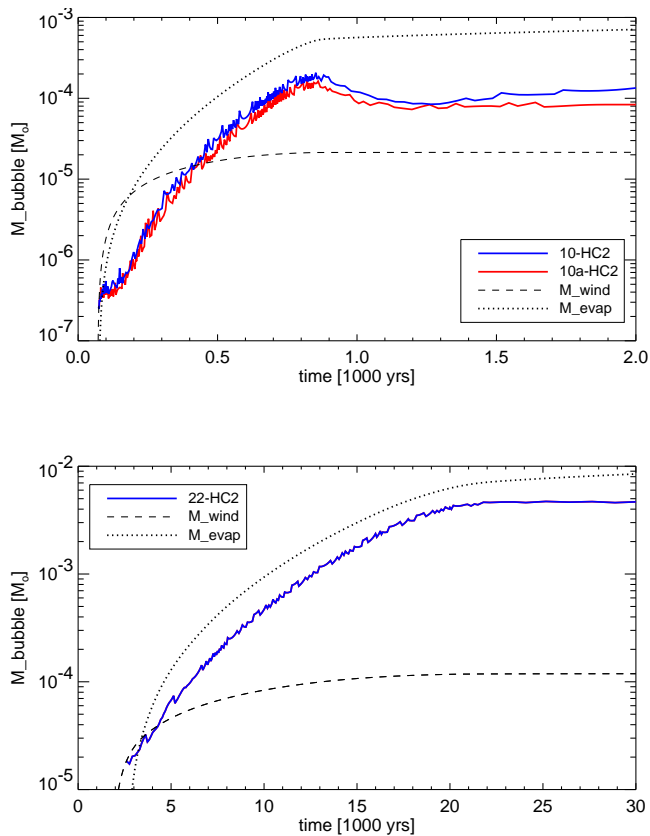 10⁻³
10⁻⁴
10⁻⁵
10⁻⁶
10⁻⁷
M_bubble [Mₒ]
10-HC2
10a-HC2
M_wind
M_evap
0.0 0.5 1.0 1.5 2.0
time [1000 yrs]
10⁻²
10⁻³
10⁻⁴
10⁻⁵
M_bubble [Mₒ]
22-HC2
M_wind
M_evap
0 5 10 15 20 25 30
time [1000 yrs]